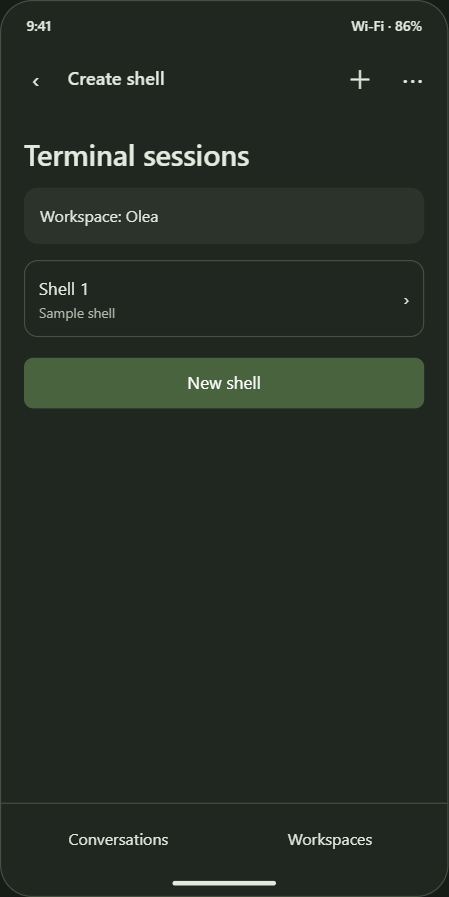 9:41 Wi-Fi · 86%
‹ Create shell + ...
Terminal sessions
Workspace: Olea
Shell 1
Sample shell
›
New shell
Conversations Workspaces